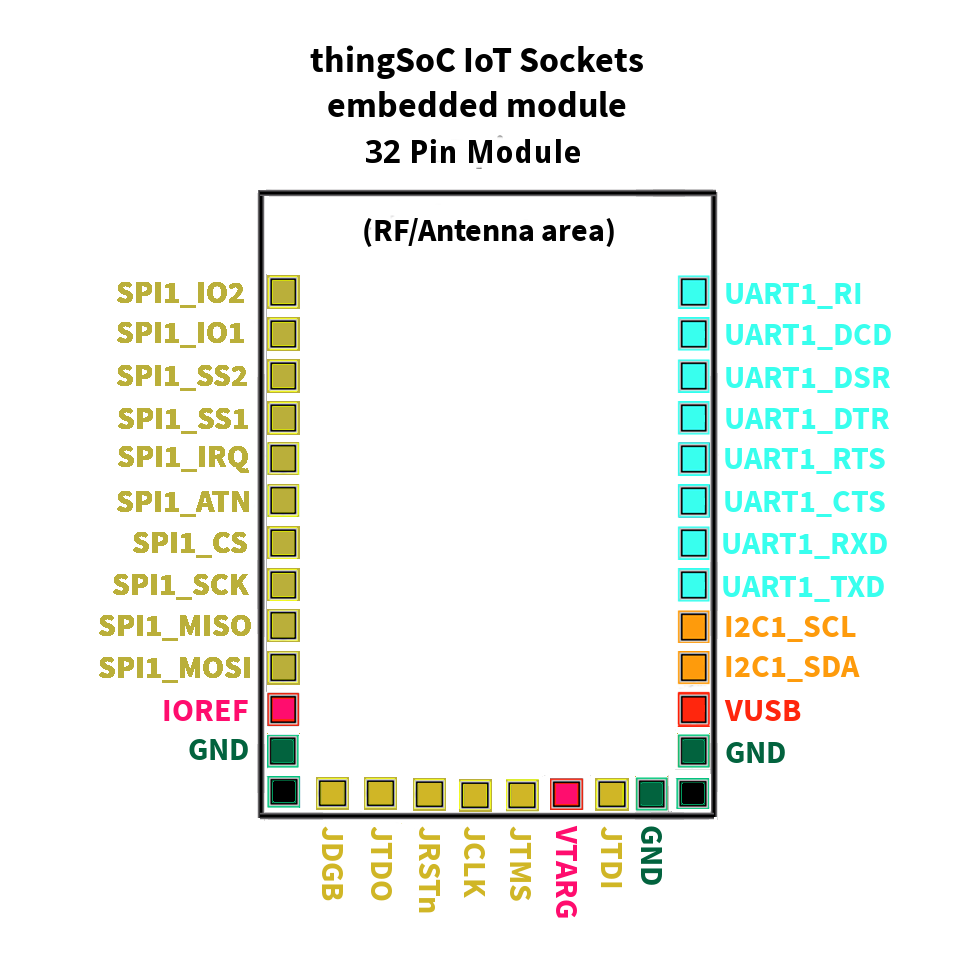 thingSoC IoT Sockets
embedded module
32 Pin Module
(RF/Antenna area)
SPI1_IO2
SPI1_IO1
SPI1_SS2
SPI1_SS1
SPI1_IRQ
SPI1_ATN
SPI1_CS
SPI1_SCK
SPI1_MISO
SPI1_MOSI
IOREF
GND
UART1_RI
UART1_DCD
UART1_DSR
UART1_DTR
UART1_RTS
UART1_CTS
UART1_RXD
UART1_TXD
I2C1_SCL
I2C1_SDA
VUSB
GND
JDGB
JTDO
JRSTn
JCLK
JTMS
VTARG
JTDI
GND